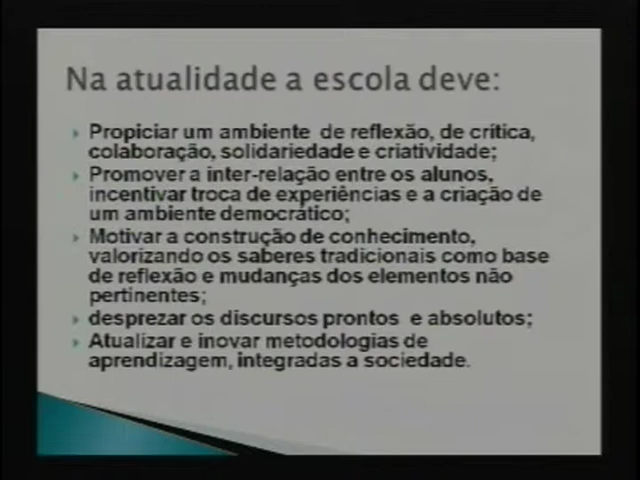 Na atualidade a escola deve:
Propiciar um ambiente de reflexão, de crítica,
colaboração, solidariedade e criatividade;
Promover a inter-relação entre os alunos,
incentivar troca de experiências e a criação de
um ambiente democrático;
Motivar a construção de conhecimento,
valorizando os saberes tradicionais como base
de reflexão e mudanças dos elementos não
pertinentes;
desprezar os discursos prontos e absolutos;
Atualizar e inovar metodologias de
aprendizagem, integradas a sociedade.